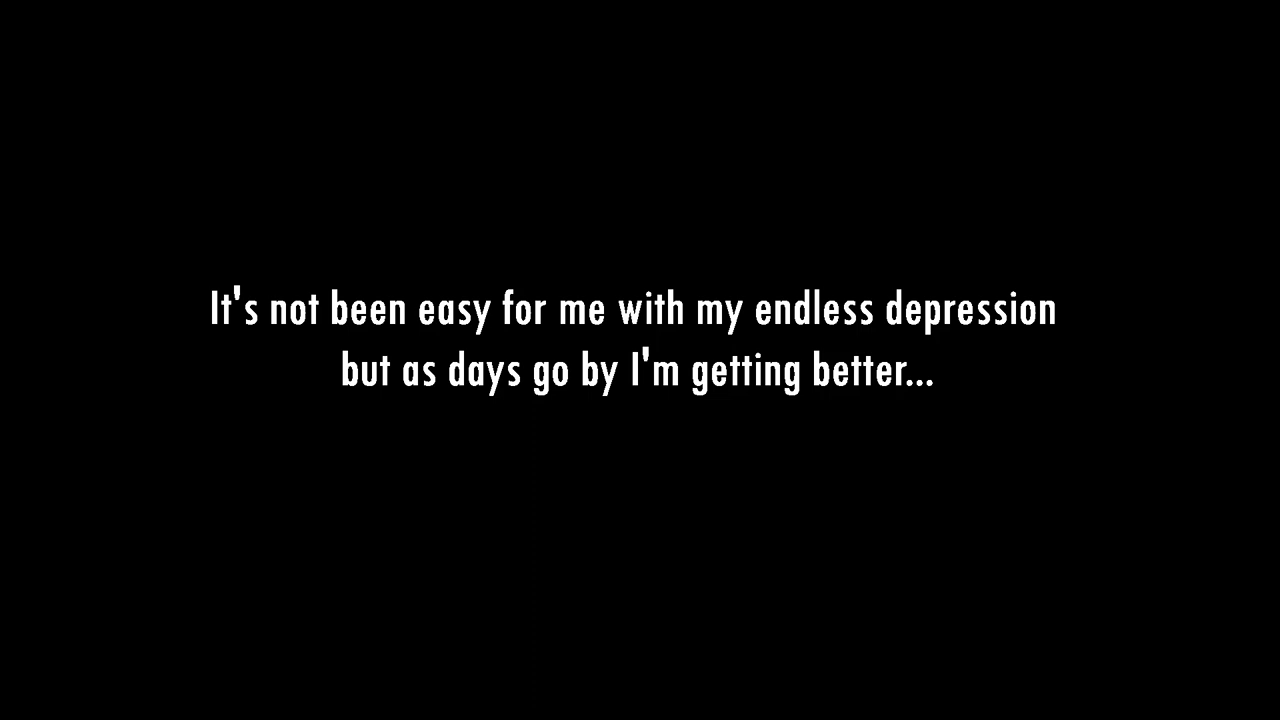 It's not been easy for me with my endless depression
but as days go by I'm getting better...